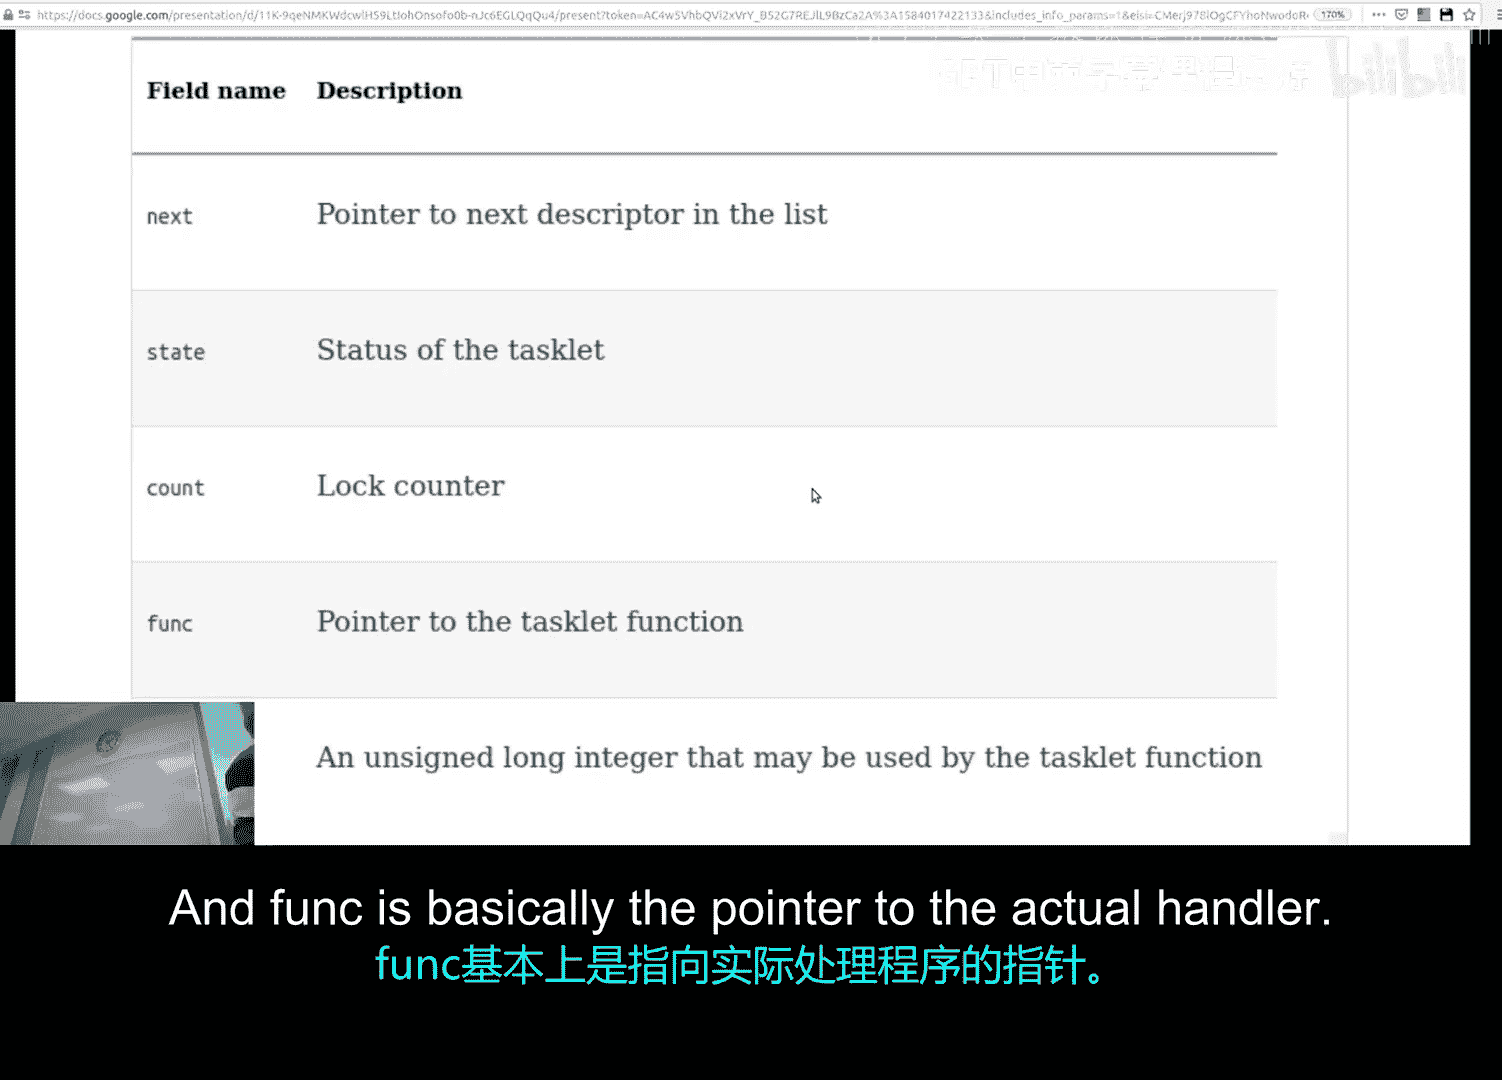 Field name Description
next Pointer to next descriptor in the list
state Status of the tasklet
count Lock counter
func Pointer to the tasklet function
An unsigned long integer that may be used by the tasklet function
And func is basically the pointer to the actual handler.
func基本上是指向实际处理程序的指针。
170%
bilibili